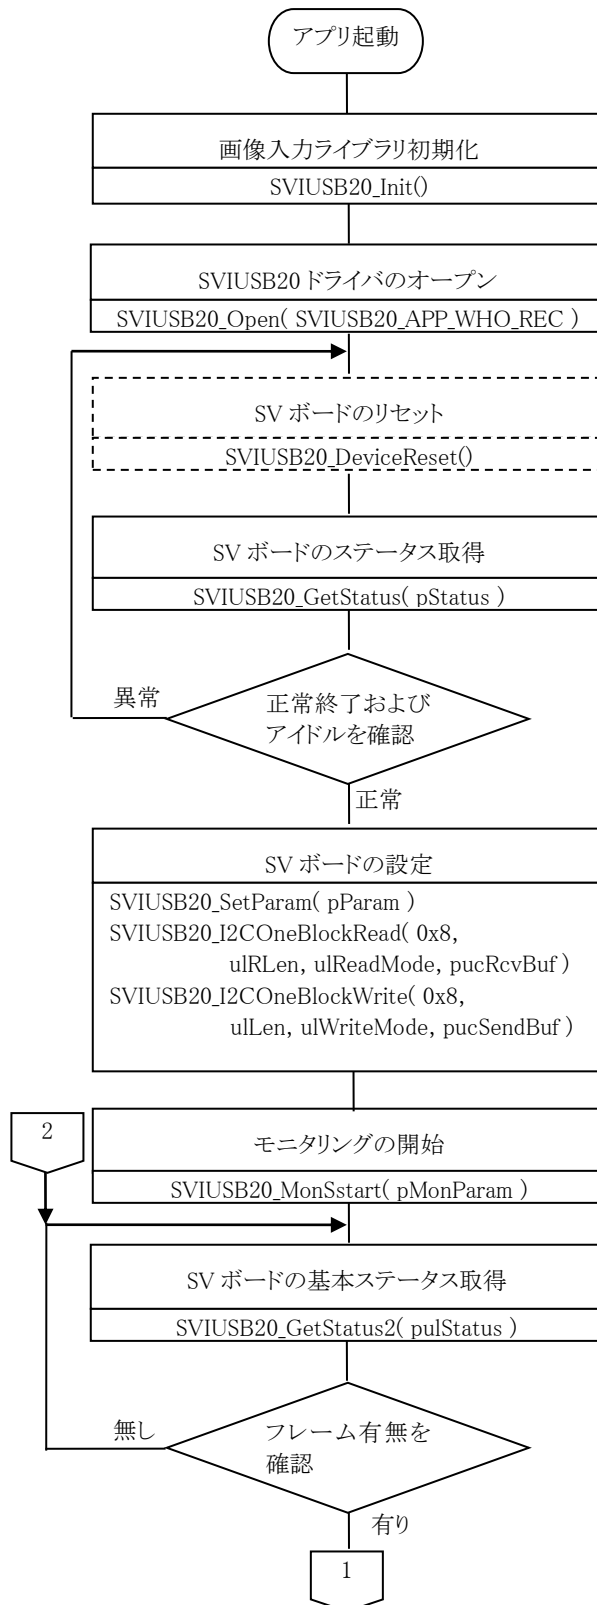 アプリ起動
画像入力ライブラリ初期化
SVIUSB20_Init()
SVIUSB20 ドライバのオープン
SVIUSB20_Open( SVIUSB20_APP_WHO_REC )
SV ボードのリセット
SVIUSB20_DeviceReset()
SV ボードのステータス取得
SVIUSB20_GetStatus( pStatus )
異常
正常終了および
アイドルを確認
正常
SV ボードの設定
SVIUSB20_SetParam( pParam )
SVIUSB20_I2COneBlockRead( 0x8,
ulRLen, ulReadMode, pucRcvBuf )
SVIUSB20_I2COneBlockWrite( 0x8,
ulLen, ulWriteMode, pucSendBuf )
2
モニタリングの開始
SVIUSB20_MonSstart( pMonParam )
SV ボードの基本ステータス取得
SVIUSB20_GetStatus2( pulStatus )
無し
フレーム有無を
確認
有り
1